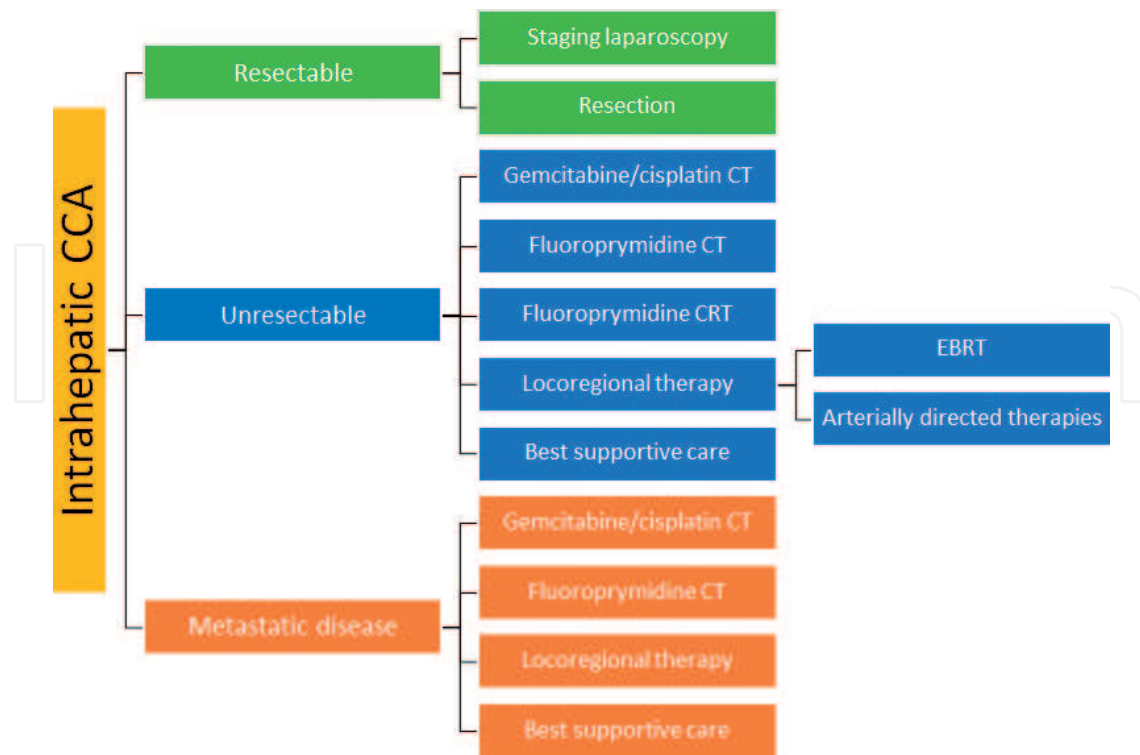 Intrahepatic CCA
Resectable
Staging laparoscopy
Resection
Unresectable
Gemcitabine/cisplatin CT
Fluoroprymidine CT
Fluoroprymidine CRT
Locoregional therapy
EBRT
Arterially directed therapies
Best supportive care
Metastatic disease
Gemcitabine/cisplatin CT
Fluoroprymidine CT
Locoregional therapy
Best supportive care